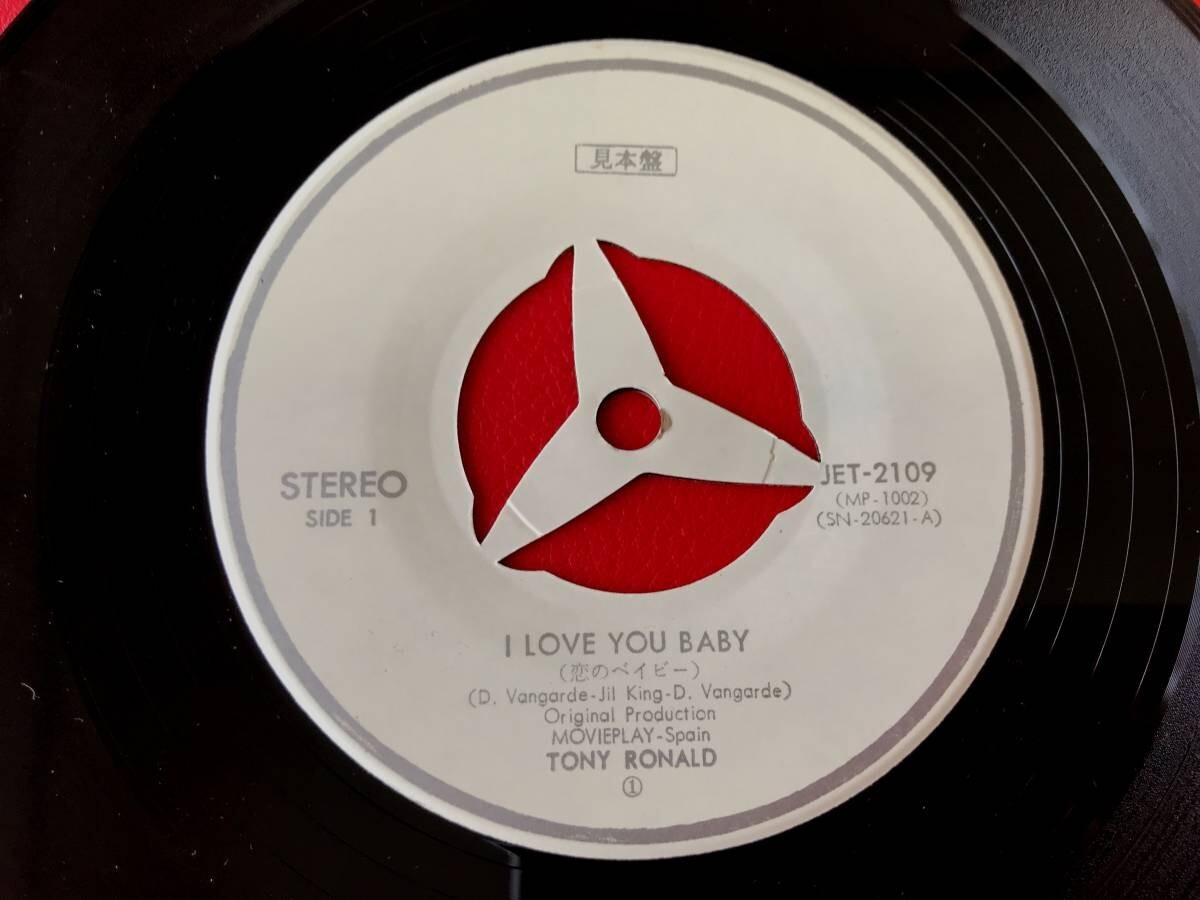 見本盤
STEREO
SIDE 1
JET-2109
(MP-1002)
(SN-20621-A)
I LOVE YOU BABY
(恋のベイビー)
(D. Vangarde-Jil King-D. Vangarde)
Original Production
MOVIEPLAY-Spain
TONY RONALD
①